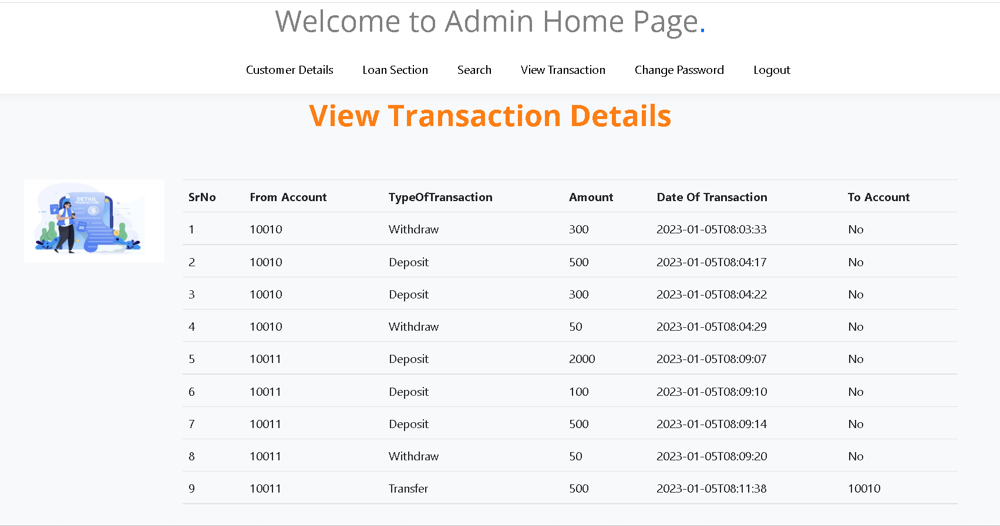 Welcome to Admin Home Page.
Customer Details Loan Section Search View Transaction Change Password Logout
View Transaction Details
DETAIL
TRANSACTION
SrNo From Account TypeOfTransaction Amount Date Of Transaction To Account
1 10010 Withdraw 300 2023-01-05T08:03:33 No
2 10010 Deposit 500 2023-01-05T08:04:17 No
3 10010 Deposit 300 2023-01-05T08:04:22 No
4 10010 Withdraw 50 2023-01-05T08:04:29 No
5 10011 Deposit 2000 2023-01-05T08:09:07 No
6 10011 Deposit 100 2023-01-05T08:09:10 No
7 10011 Deposit 500 2023-01-05T08:09:14 No
8 10011 Withdraw 50 2023-01-05T08:09:20 No
9 10011 Transfer 500 2023-01-05T08:11:38 10010